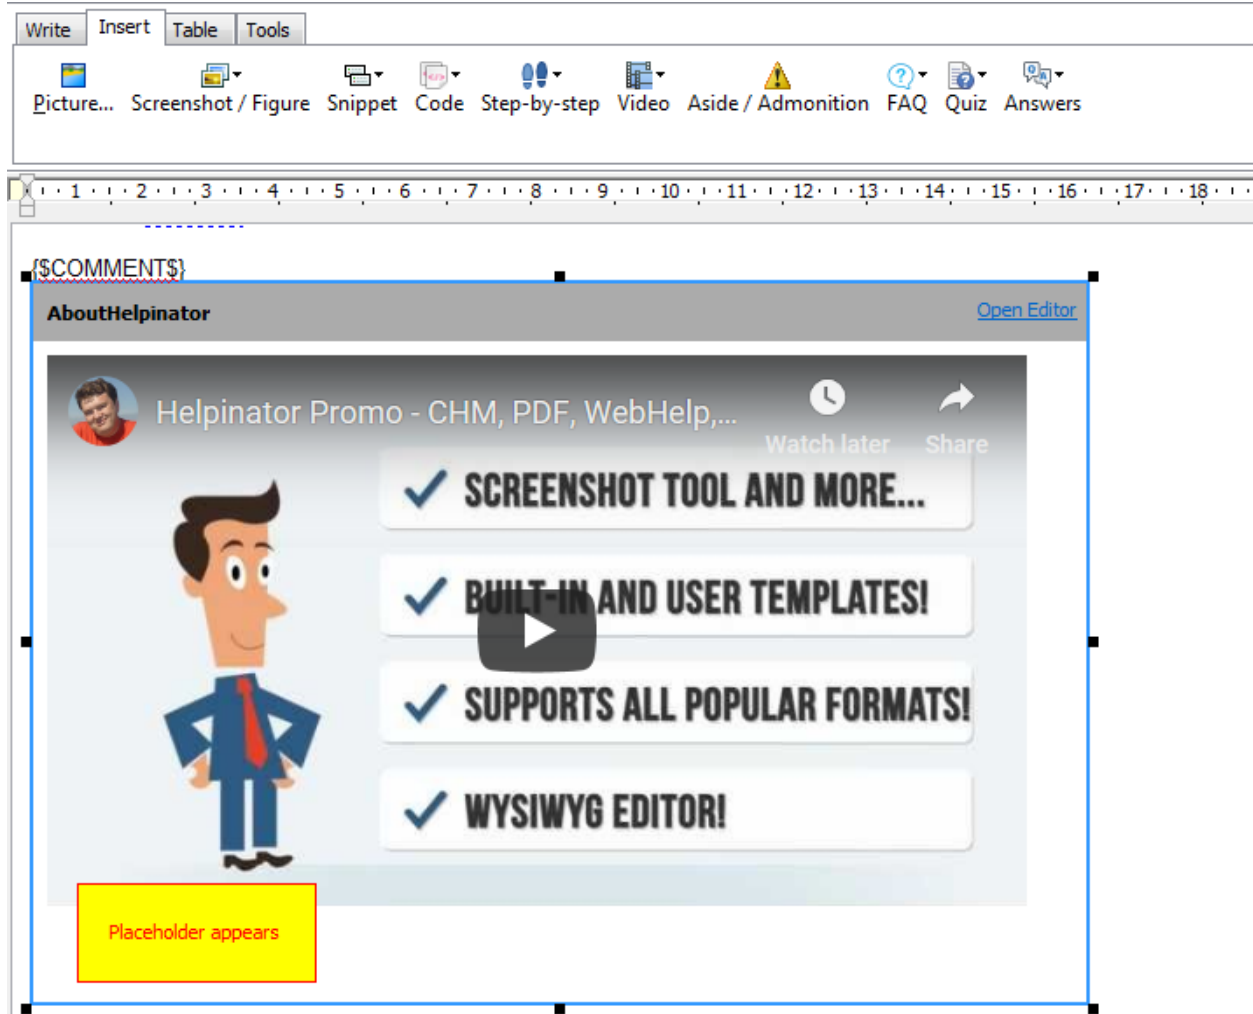 Write Insert Table Tools
Picture... Screenshot / Figure Snippet Code Step-by-step Video Aside / Admonition FAQ Quiz Answers
1 2 3 4 5 6 7 8 9 10 11 12 13 14 15 16 17 18
{$COMMENT$}
AboutHelpinator Open Editor
Helpinator Promo - CHM, PDF, WebHelp,...
Watch later Share
SCREENSHOT TOOL AND MORE...
BUILT-IN AND USER TEMPLATES!
SUPPORTS ALL POPULAR FORMATS!
WYSIWYG EDITOR!
Placeholder appears